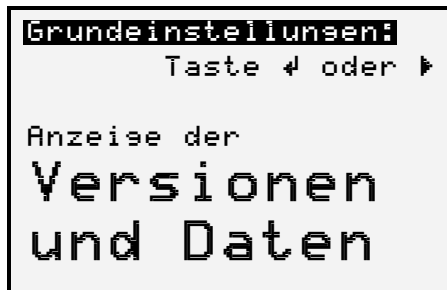 Grundeinstellungen:
Taste ↲ oder ▶
Anzeige der
Versionen
und Daten